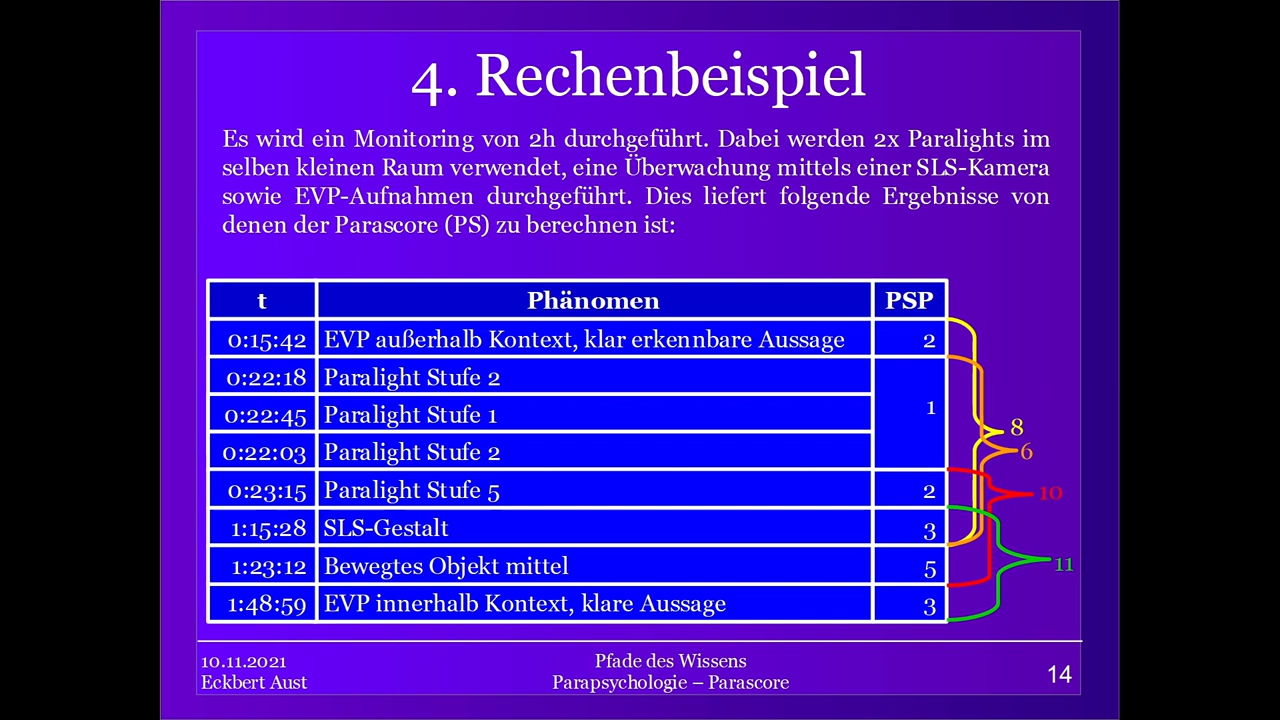 4. Rechenbeispiel
Es wird ein Monitoring von 2h durchgeführt. Dabei werden 2x Paralights im
selben kleinen Raum verwendet, eine Überwachung mittels einer SLS-Kamera
sowie EVP-Aufnahmen durchgeführt. Dies liefert folgende Ergebnisse von
denen der Parascore (PS) zu berechnen ist:
t Phänomen PSP
0:15:42 EVP außerhalb Kontext, klar erkennbare Aussage 2
0:22:18 Paralight Stufe 2
0:22:45 Paralight Stufe 1 1
0:22:03 Paralight Stufe 2
0:23:15 Paralight Stufe 5 2
1:15:28 SLS-Gestalt 3
1:23:12 Bewegtes Objekt mittel 5
1:48:59 EVP innerhalb Kontext, klare Aussage 3
8
6
10
11
10.11.2021
Eckbert Aust
Pfade des Wissens
Parapsychologie – Parascore
14